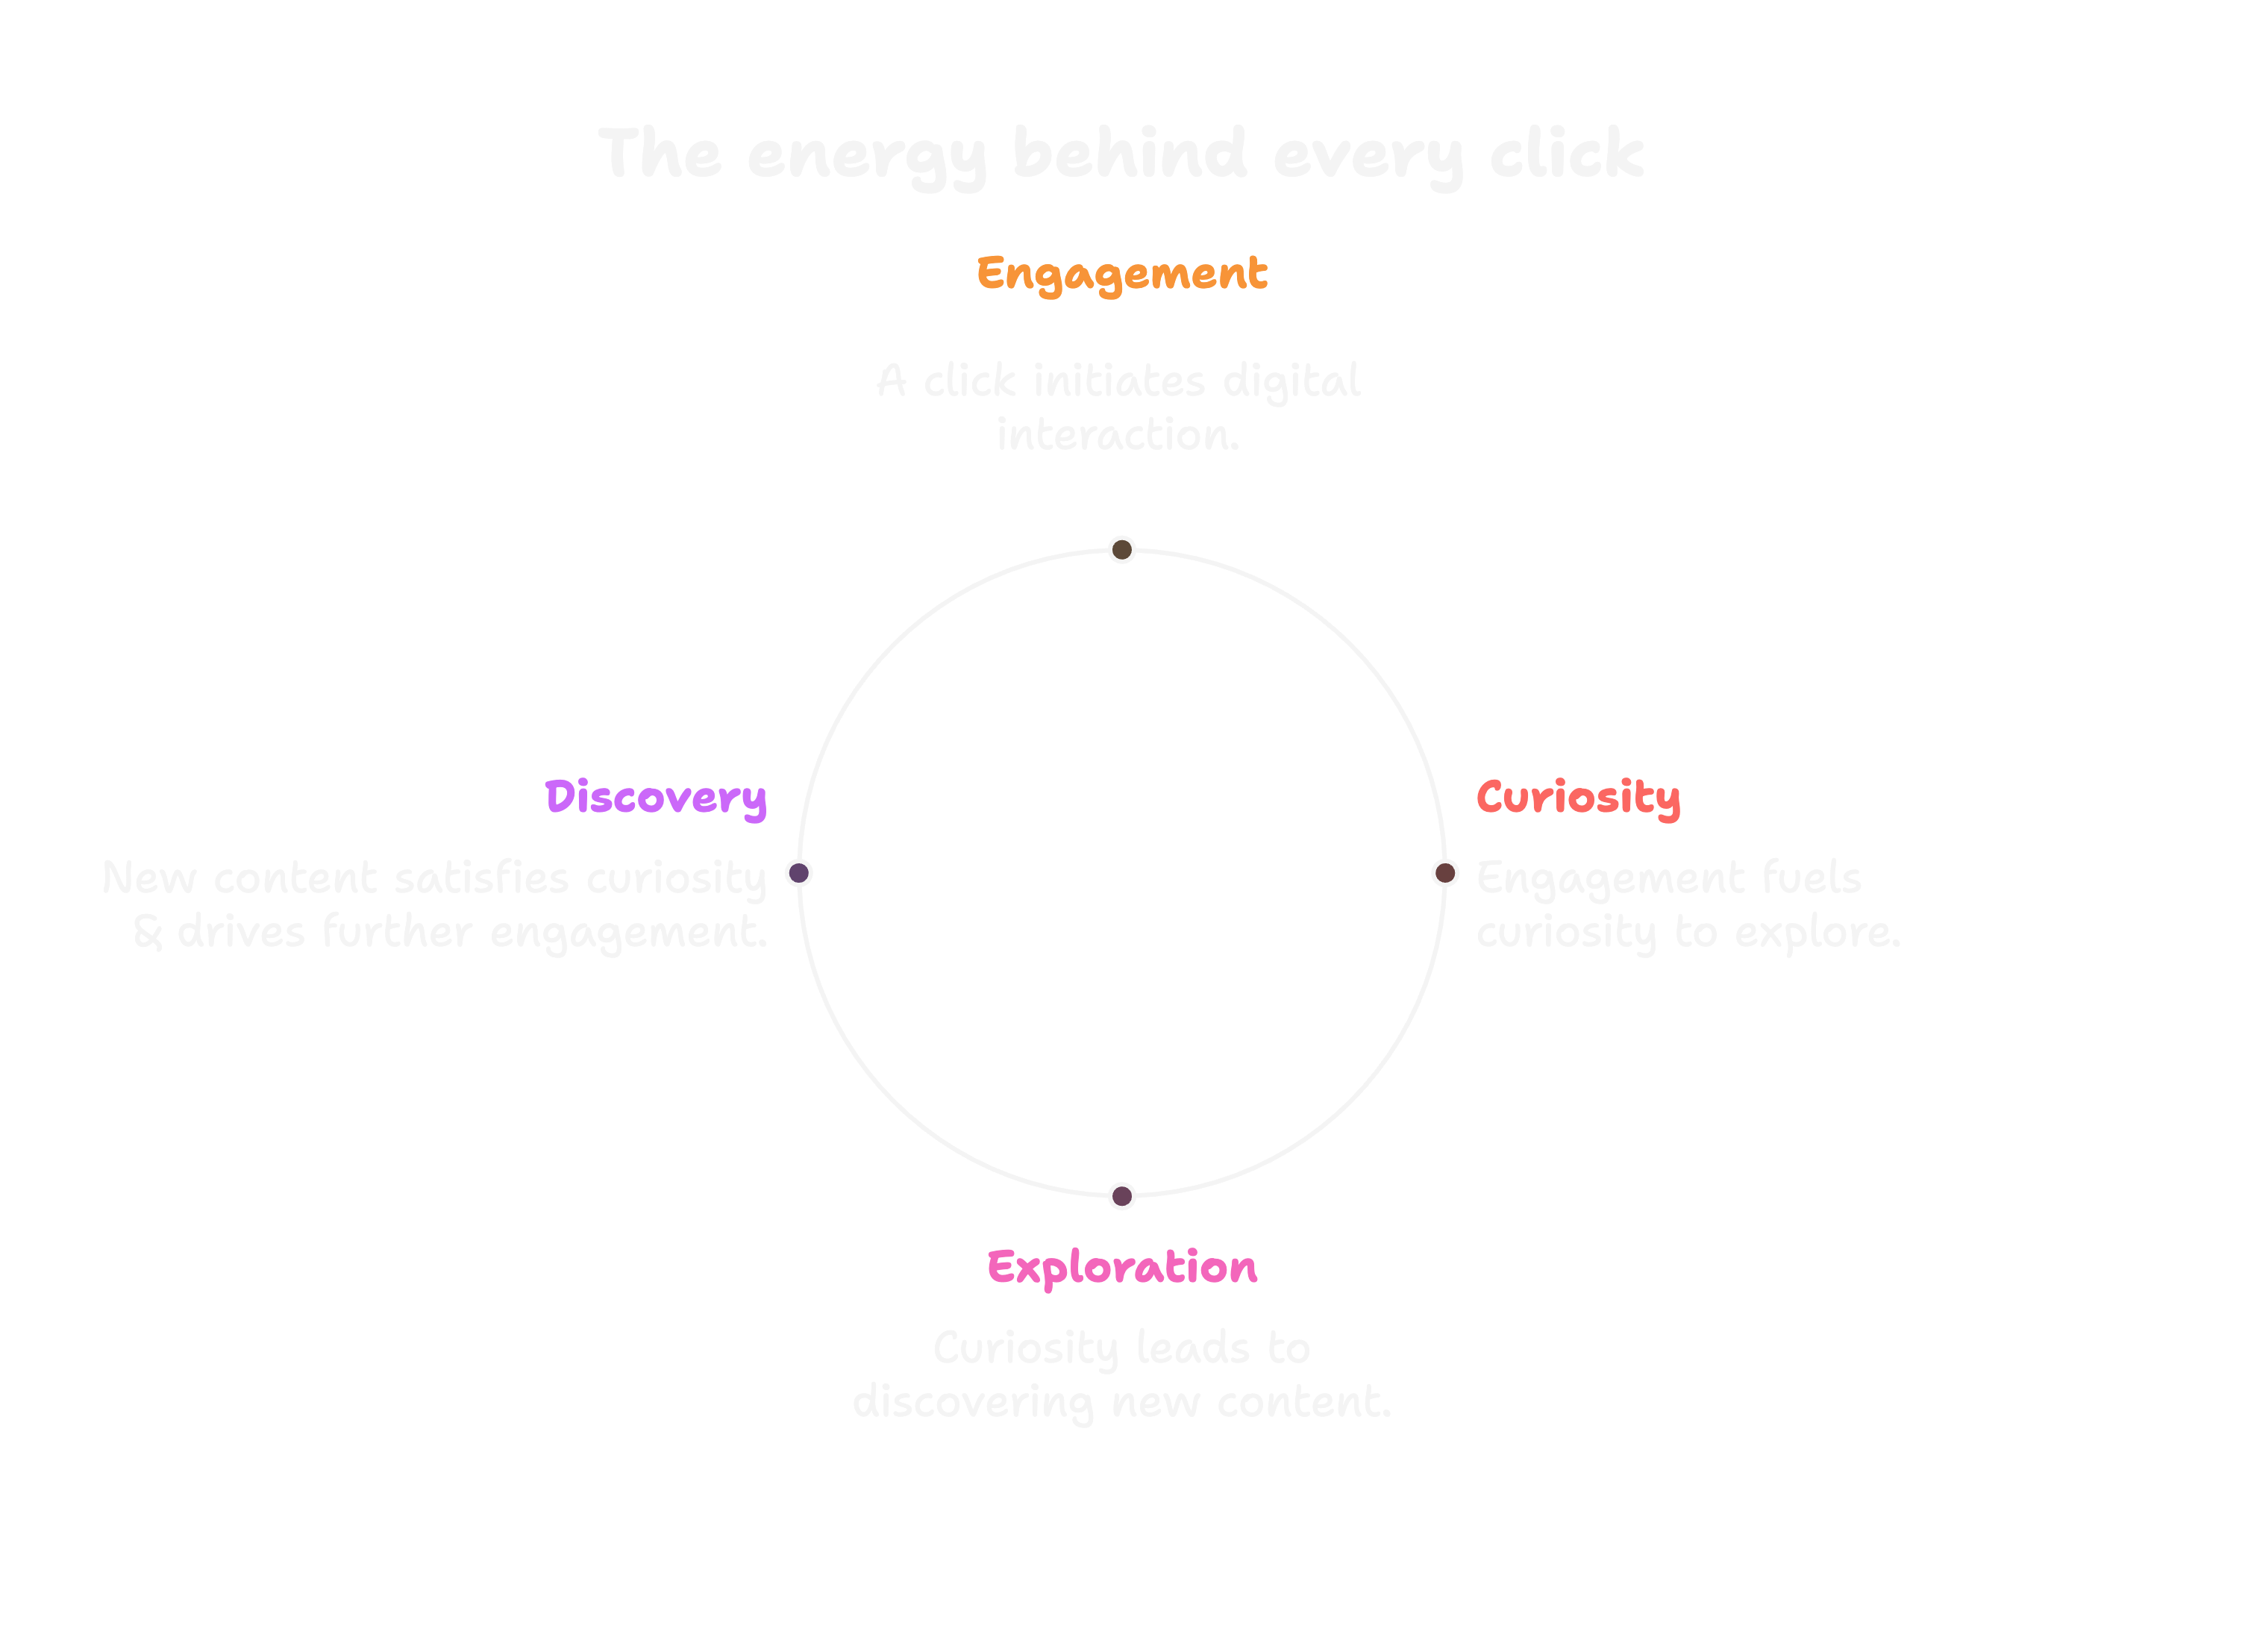 The energy behind every click
Engagement
A click initiates digital
interaction.
Discovery
New content satisfies curiosity
& drives further engagement.
Curiosity
Engagement fuels
curiosity to explore.
Exploration
Curiosity leads to
discovering new content.